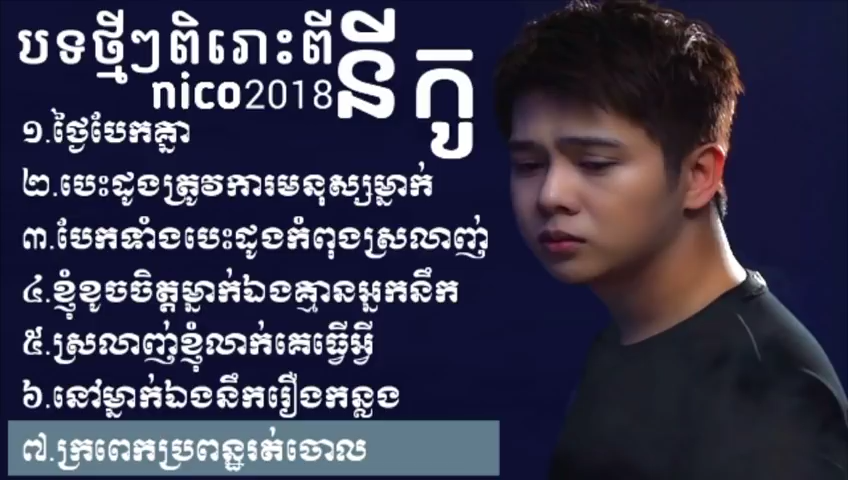 បទថ្មីៗពិរោះពី នី កូ
nico2018
១.ថ្ងៃបែកគ្នា
២.បេះដូងត្រូវការមនុស្សម្នាក់
៣.បែកទាំងបេះដូងកំពុងស្រលាញ់
៤.ខ្ញុំខូចចិត្តម្នាក់ឯងគ្មានអ្នកនឹក
៥.ស្រលាញ់ខ្ញុំលាក់គេធ្វើអ្វី
៦.នៅម្នាក់ឯងនឹករឿងកន្លង
៧.ក្រពេកប្រពន្ឋរត់ចោល